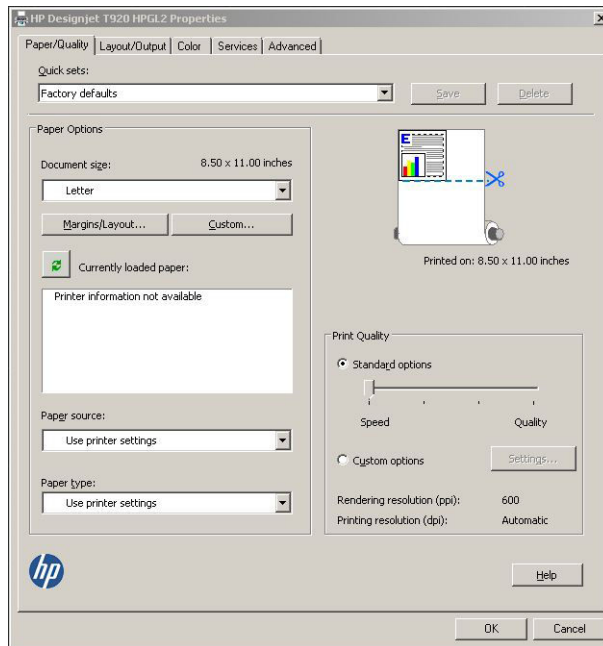 HP Designjet T920 HPGL2 Properties
Paper/Quality Layout/Output Color Services Advanced
Quick sets:
Factory defaults
Save Delete
Paper Options
Document size: 8.50 x 11.00 inches
Letter
Margins/Layout... Custom...
Currently loaded paper:
Printer information not available
Paper source:
Use printer settings
Paper type:
Use printer settings
E
Printed on: 8.50 x 11.00 inches
Print Quality
Standard options
Speed Quality
Custom options Settings...
Rendering resolution (ppi): 600
Printing resolution (dpi): Automatic
hp
Help
OK Cancel